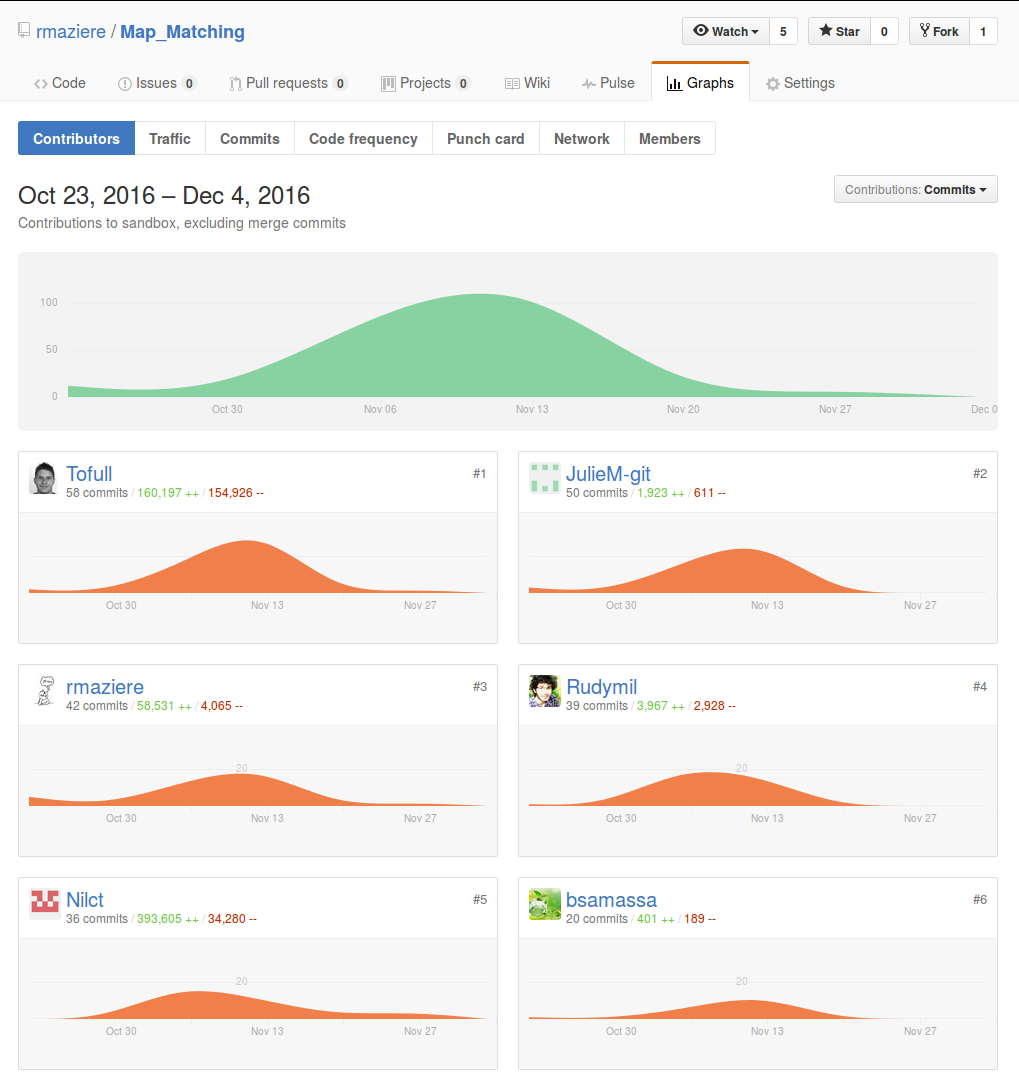 rmaziere / Map_Matching Watch 5 Star 0 Fork 1
Code Issues 0 Pull requests 0 Projects 0 Wiki Pulse Graphs Settings
Contributors Traffic Commits Code frequency Punch card Network Members
Oct 23, 2016 – Dec 4, 2016 Contributions: Commits
Contributions to sandbox, excluding merge commits
100
50
0
Oct 30 Nov 06 Nov 13 Nov 20 Nov 27 Dec 0
Tofull #1
58 commits / 160,197 ++ / 154,926 --
Oct 30 Nov 13 Nov 27
JulieM-git #2
50 commits / 1,923 ++ / 611 --
Oct 30 Nov 13 Nov 27
rmaziere #3
42 commits / 58,531 ++ / 4,065 --
20
Oct 30 Nov 13 Nov 27
Rudymil #4
39 commits / 3,967 ++ / 2,928 --
20
Oct 30 Nov 13 Nov 27
Nilct #5
36 commits / 393,605 ++ / 34,280 --
20
Oct 30 Nov 13 Nov 27
bsamassa #6
20 commits / 401 ++ / 189 --
20
Oct 30 Nov 13 Nov 27